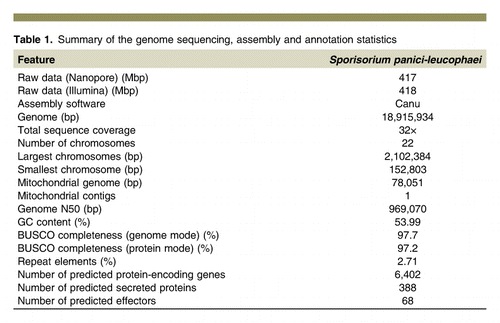 Table 1. Summary of the genome sequencing, assembly and annotation statistics
Feature Sporisorium panici-leucophaei
Raw data (Nanopore) (Mbp) 417
Raw data (Illumina) (Mbp) 418
Assembly software Canu
Genome (bp) 18,915,934
Total sequence coverage 32×
Number of chromosomes 22
Largest chromosomes (bp) 2,102,384
Smallest chromosome (bp) 152,803
Mitochondrial genome (bp) 78,051
Mitochondrial contigs 1
Genome N50 (bp) 969,070
GC content (%) 53.99
BUSCO completeness (genome mode) (%) 97.7
BUSCO completeness (protein mode) (%) 97.2
Repeat elements (%) 2.71
Number of predicted protein-encoding genes 6,402
Number of predicted secreted proteins 388
Number of predicted effectors 68